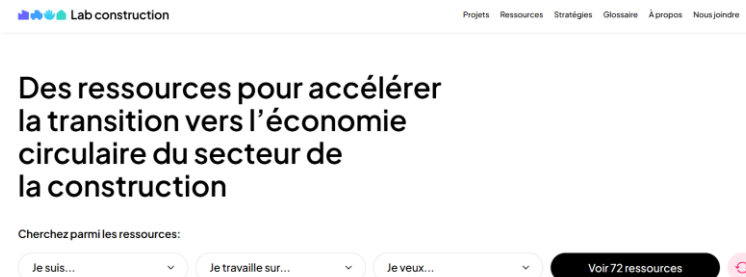 Lab construction
Projets Ressources Stratégies Glossaire À propos Nous joindre
Des ressources pour accélérer
la transition vers l’économie
circulaire du secteur de
la construction
Cherchez parmi les ressources:
Je suis... Je travaille sur... Je veux... Voir 72 ressources